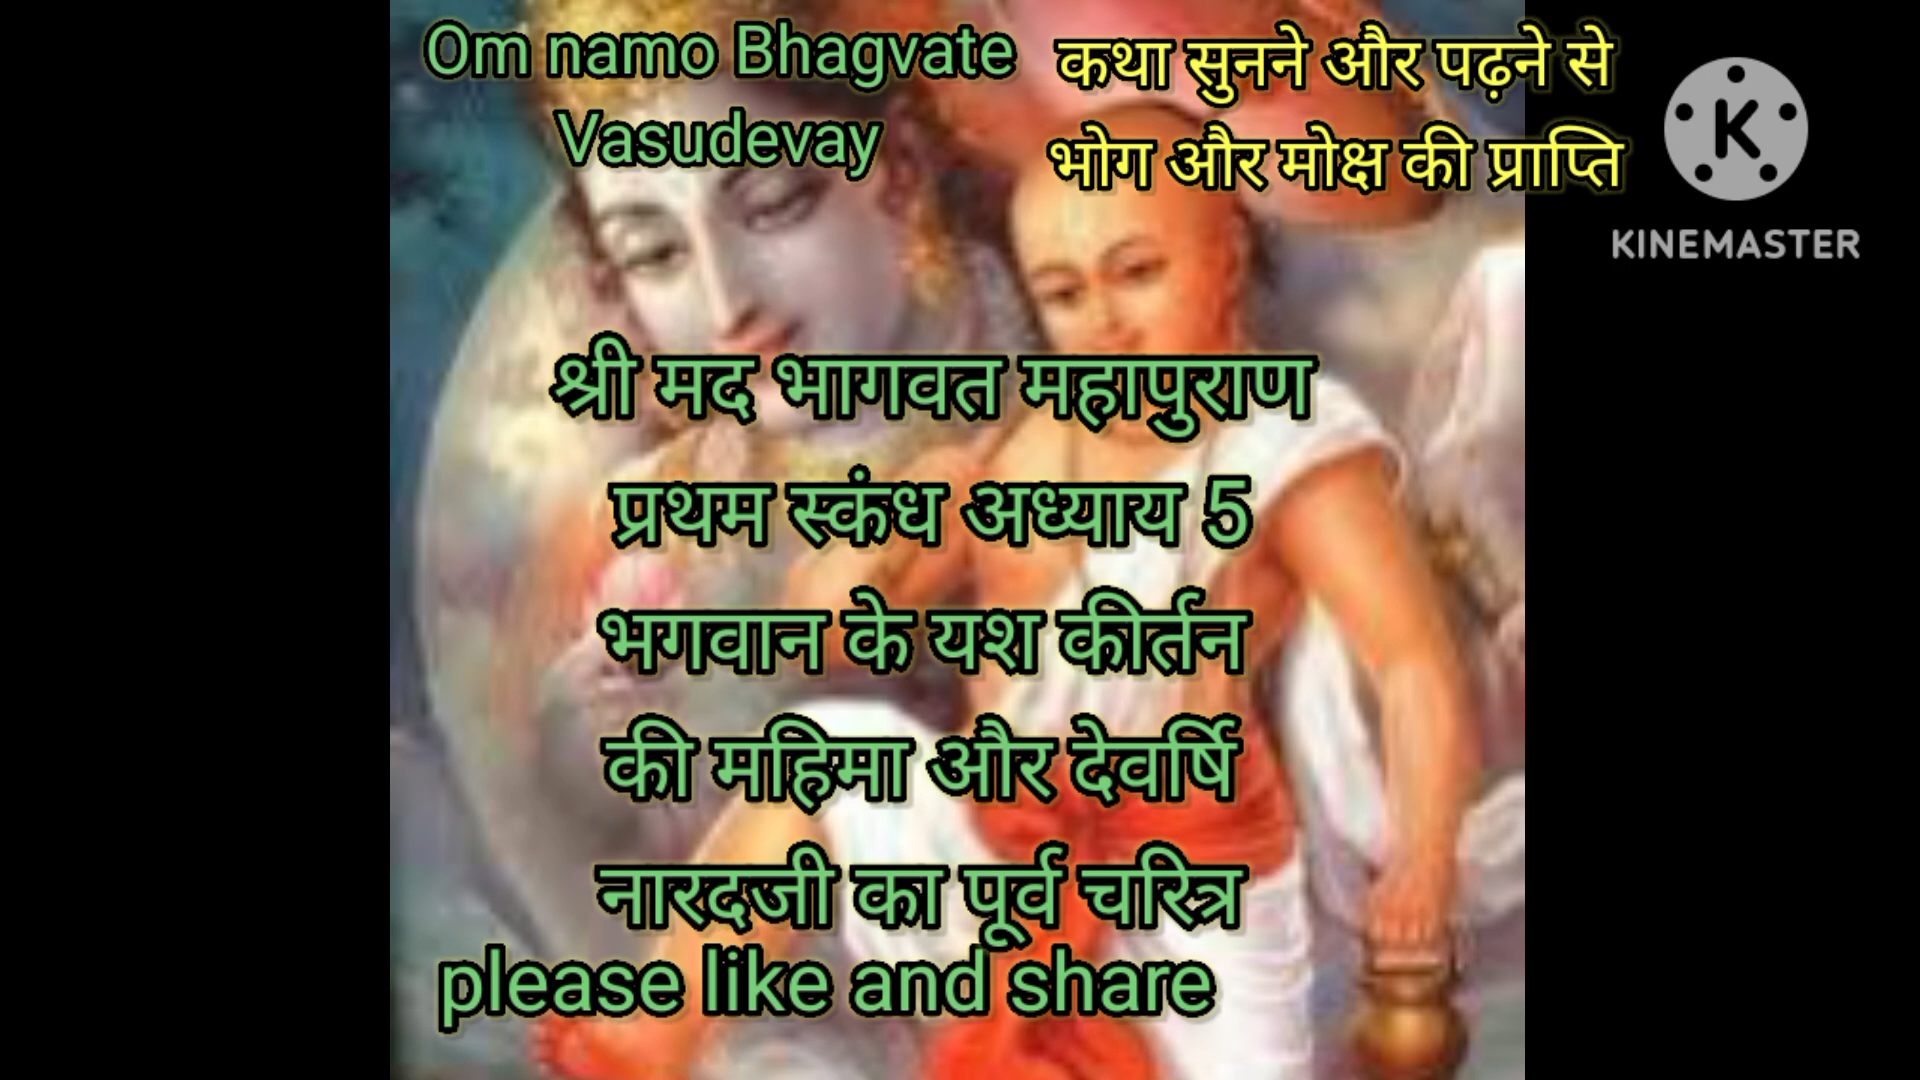 Om namo Bhagvate
Vasudevay
कथा सुनने और पढ़ने से
भोग और मोक्ष की प्राप्ति
KINEMASTER
श्री मद भागवत महापुराण
प्रथम स्कंध अध्याय 5
भगवान के यश कीर्तन
की महिमा और देवर्षि
नारदजी का पूर्व चरित्र
please like and share